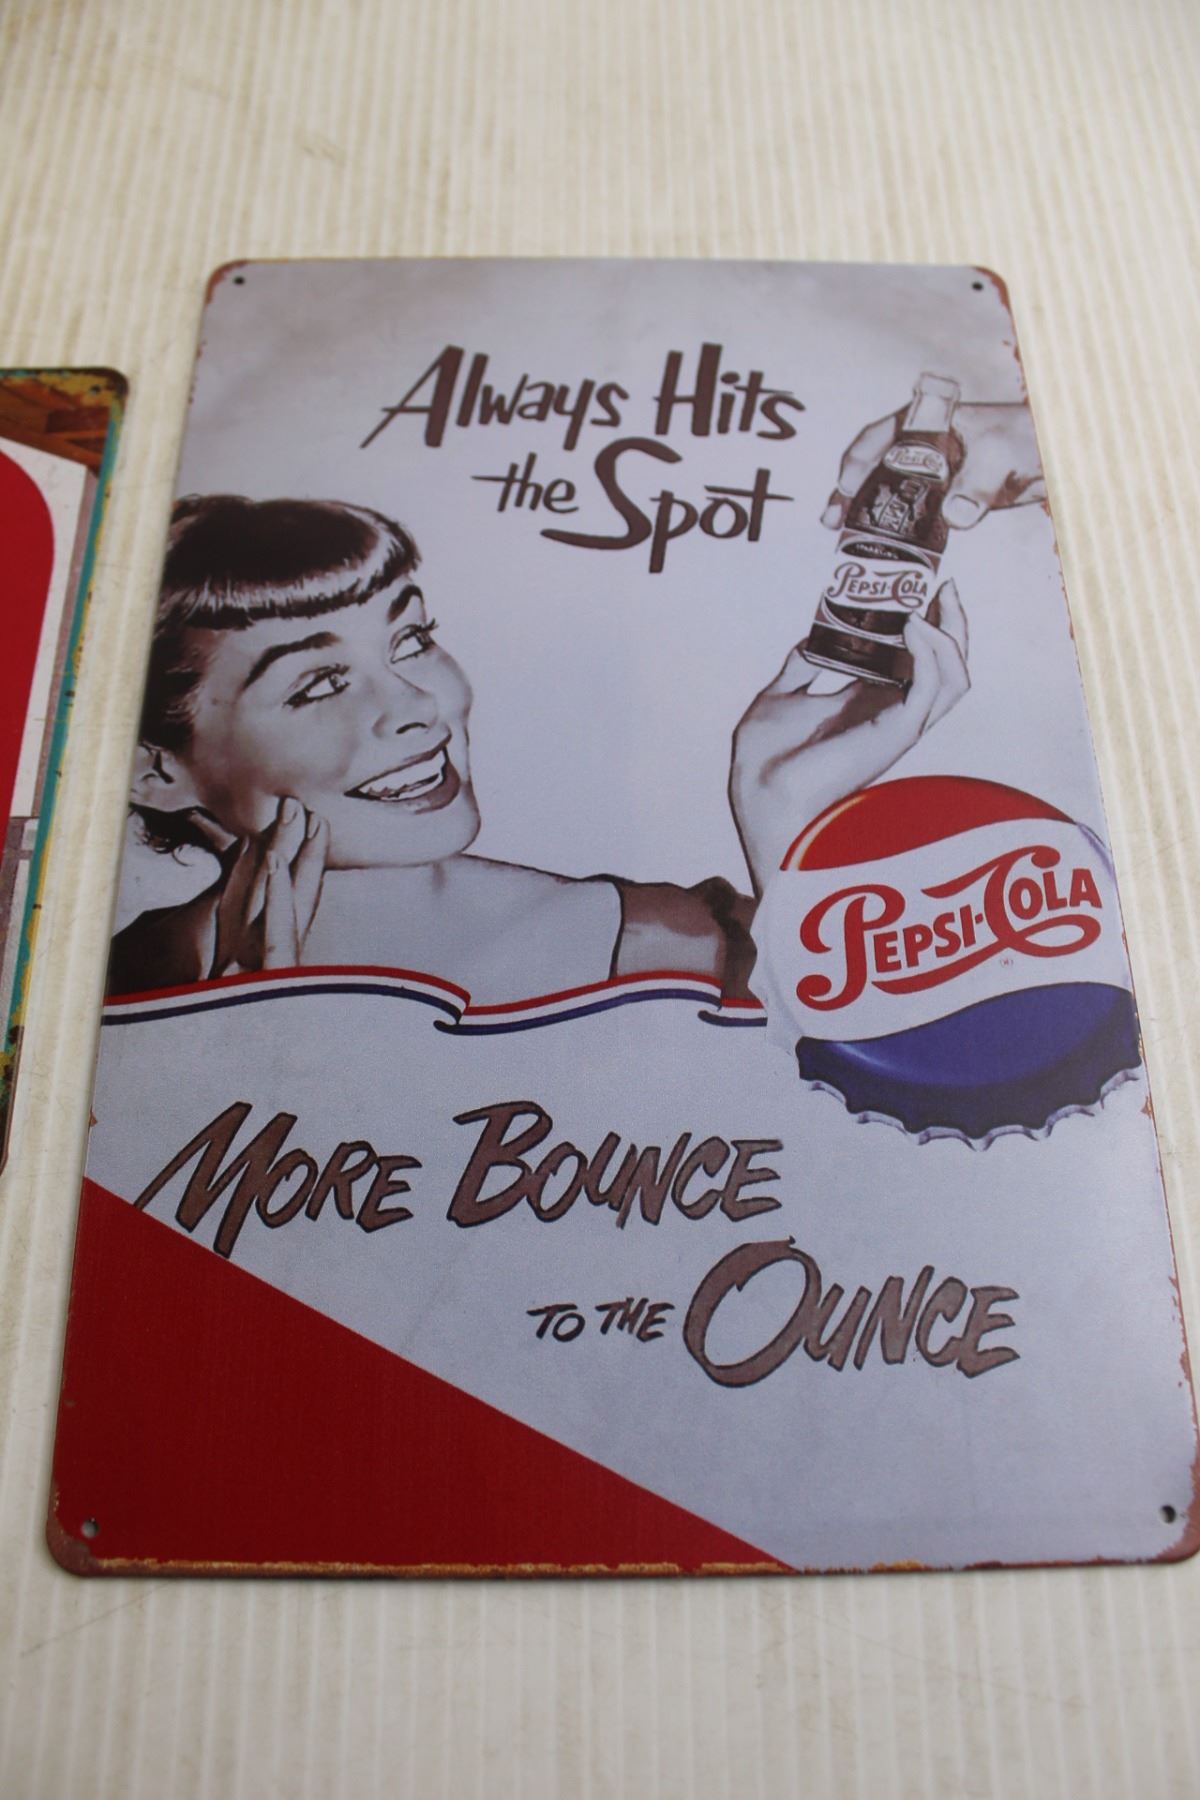 Always Hits
the Spot
PEPSI-COLA
PEPSI-COLA
PEPSI-COLA
MORE BOUNCE
TO THE OUNCE